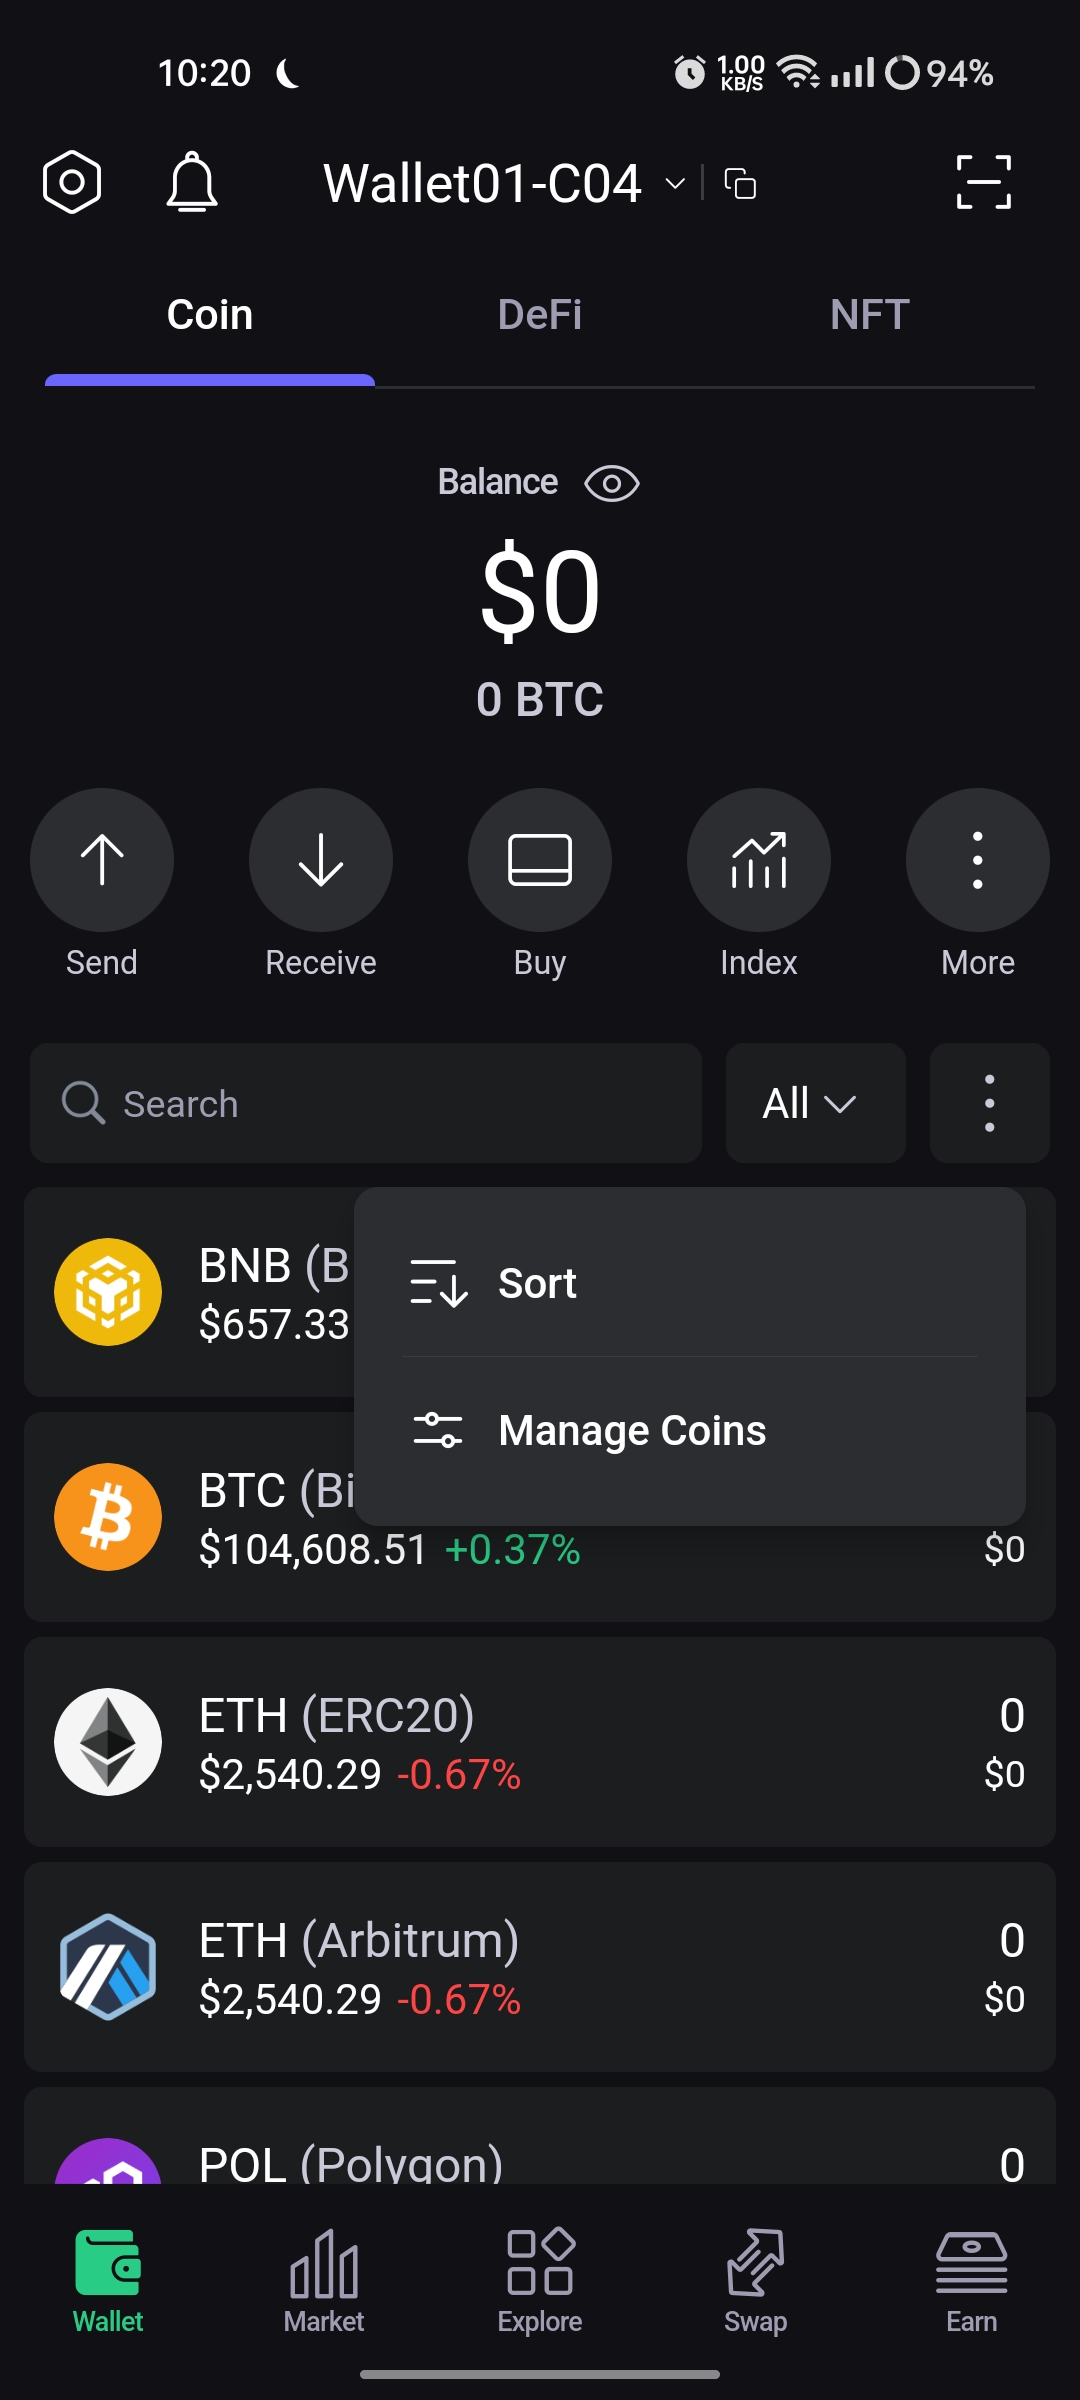 10:20
1.00
KB/S
94%
Wallet01-C04
Coin
DeFi
NFT
Balance
$0
0 BTC
Send
Receive
Buy
Index
More
Search
All
BNB (B
$657.33
Sort
Manage Coins
BTC (Bi
$104,608.51 +0.37%
$0
ETH (ERC20)
0
$2,540.29 -0.67%
$0
ETH (Arbitrum)
0
$2,540.29 -0.67%
$0
POL (Polygon)
0
Wallet
Market
Explore
Swap
Earn